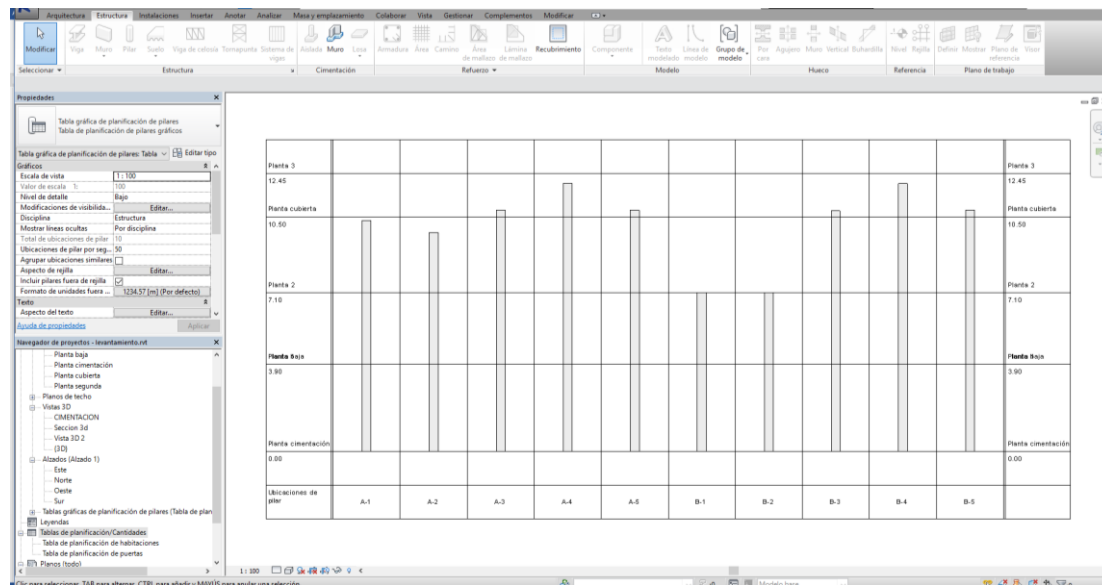 Arquitectura Estructura Instalaciones Insertar Anotar Analizar Masa y emplazamiento Colaborar Vista Gestionar Complementos Modificar
Modificar Viga Muro Pilar Suelo Viga de celosía Tornapunta Sistema de vigas Aislada Muro Losa Armadura Área Camino Área de mallazo Lámina de mallazo Recubrimiento Componente Texto modelado Línea de modelo Grupo de modelo Por cara Agujero Muro Vertical Buhardilla Nivel Rejilla Definir Mostrar Plano de referencia Visor
Seleccionar Estructura Cimentación Refuerzo Modelo Hueco Referencia Plano de trabajo
Propiedades
Tabla gráfica de planificación de pilares
Tabla de planificación de pilares gráficos
Tabla gráfica de planificación de pilares: Tabla Editar tipo
Gráficos
Escala de vista 1 : 100
Valor de escala 1: 100
Nivel de detalle Bajo
Modificaciones de visibilida... Editar...
Disciplina Estructura
Mostrar líneas ocultas Por disciplina
Total de ubicaciones de pilar 10
Ubicaciones de pilar por seg... 50
Agrupar ubicaciones similares
Aspecto de rejilla Editar...
Incluir pilares fuera de rejilla
Formato de unidades fuera ... 1234.57 [m] (Por defecto)
Texto
Aspecto del texto Editar...
Ayuda de propiedades Aplicar
Navegador de proyectos - levantamiento.rvt
Planta baja
Planta cimentación
Planta cubierta
Planta segunda
Planos de techo
Vistas 3D
CIMENTACION
Seccion 3d
Vista 3D 2
{3D}
Alzados (Alzado 1)
Este
Norte
Oeste
Sur
Tablas gráficas de planificación de pilares (Tabla de plan
Leyendas
Tablas de planificación/Cantidades
Tabla de planificación de habitaciones
Tabla de planificación de puertas
Planos (todo)
Planta 3 Planta 3
12.45 12.45
Planta cubierta Planta cubierta
10.50 10.50
Planta 2 Planta 2
7.10 7.10
Planta Baja Planta Baja
3.90 3.90
Planta cimentación Planta cimentación
0.00 0.00
Ubicaciones de pilar A-1 A-2 A-3 A-4 A-5 B-1 B-2 B-3 B-4 B-5
1 : 100
Clic para seleccionar, TAB para alternar, CTRL para añadir y MAYÚS para anular una selección. Modelo base